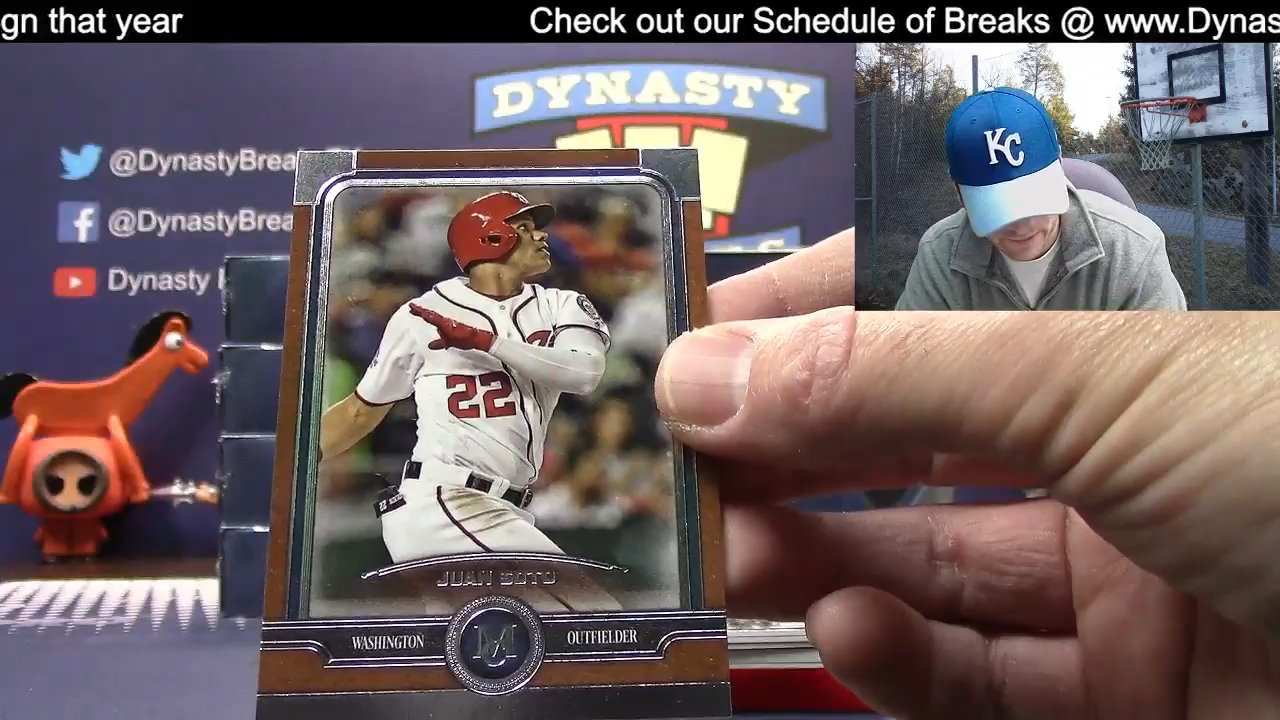 gn that year
Check out our Schedule of Breaks @ www.Dynas
DYNASTY
@DynastyBrea
@DynastyBrea
Dynasty
KC
22
JUAN SOTO
WASHINGTON
OUTFIELDER